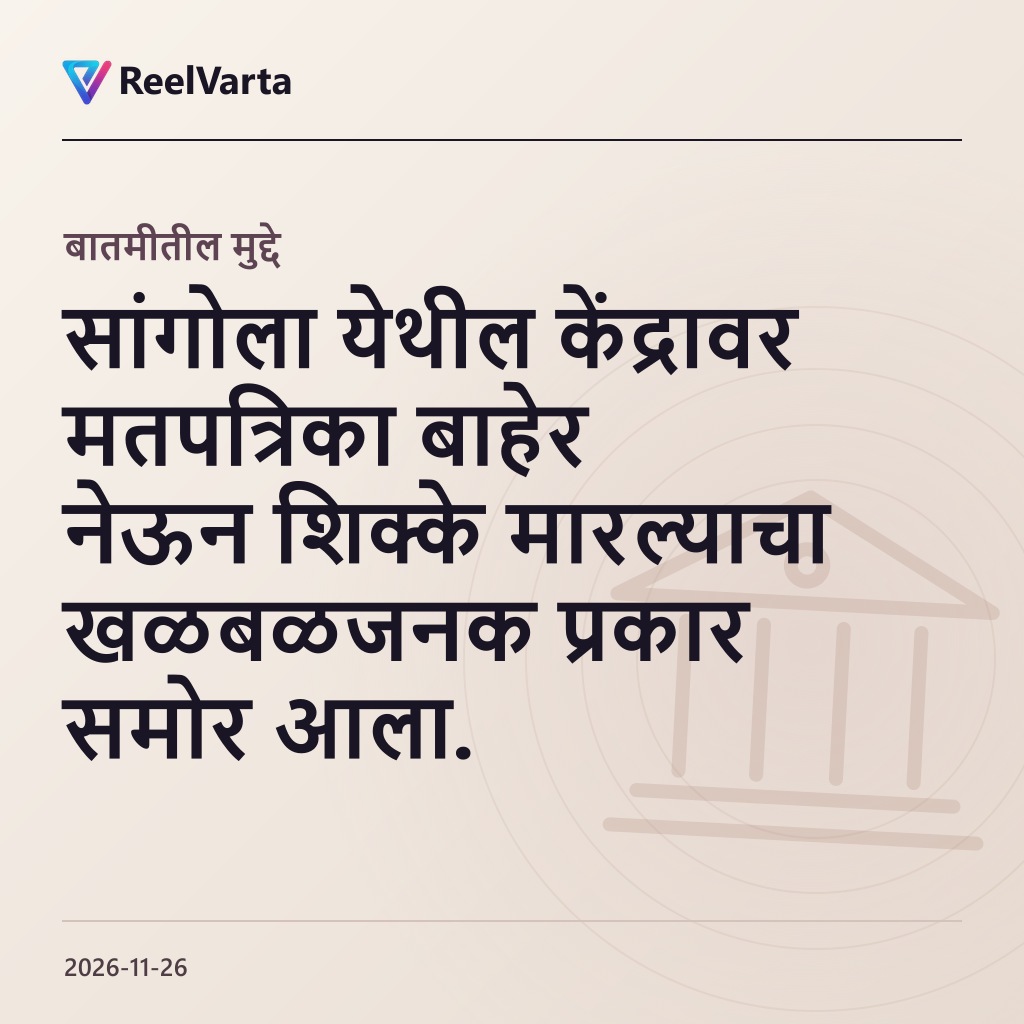 ReelVarta
बातमीतील मुद्दे
सांगोला येथील केंद्रावर
मतपत्रिका बाहेर
नेऊन शिक्के मारल्याचा
खळबळजनक प्रकार
समोर आला.
2026-11-26